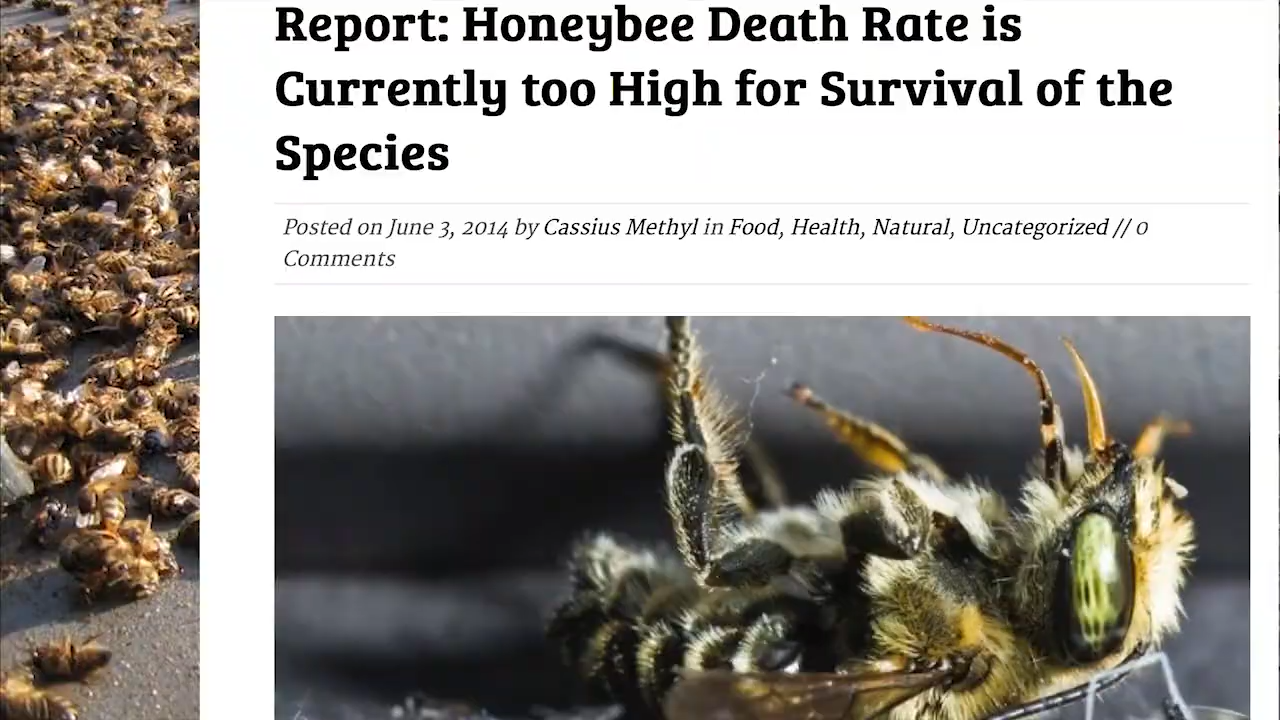 Report: Honeybee Death Rate is
Currently too High for Survival of the
Species
Posted on June 3, 2014 by Cassius Methyl in Food, Health, Natural, Uncategorized // 0
Comments